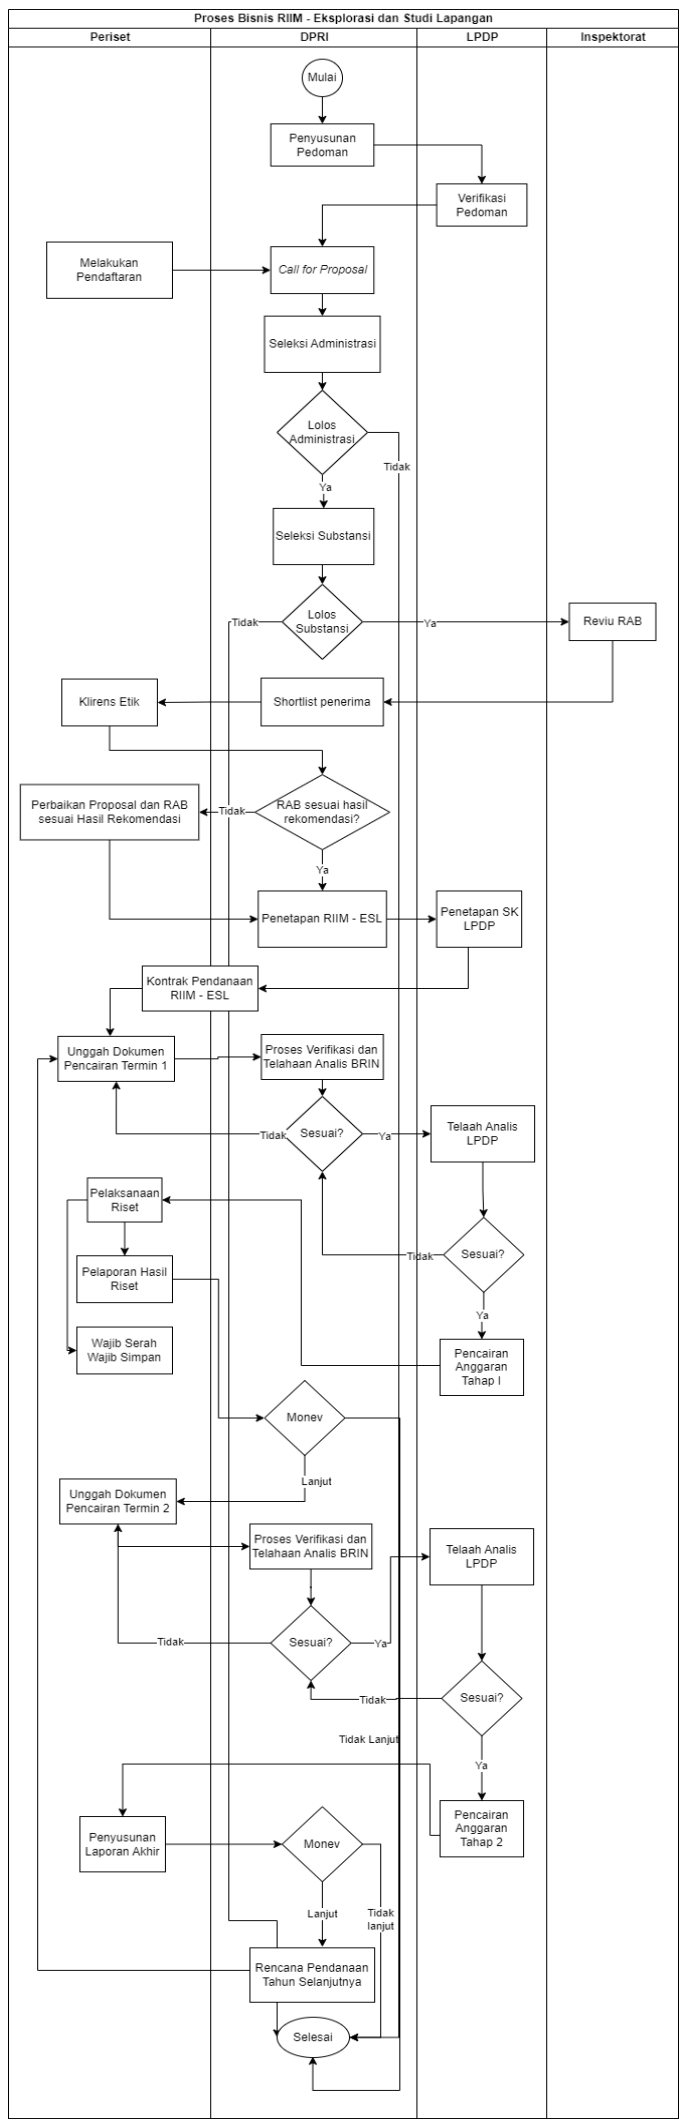 Proses Bisnis RIIM - Eksplorasi dan Studi Lapangan
Periset
DPRI
LPDP
Inspektorat
Mulai
Penyusunan
Pedoman
Verifikasi
Pedoman
Melakukan
Pendaftaran
Call for Proposal
Seleksi Administrasi
Lolos
Administrasi
Tidak
Ya
Seleksi Substansi
Lolos
Substansi
Tidak
Ya
Reviu RAB
Klirens Etik
Shortlist penerima
Perbaikan Proposal dan RAB
sesuai Hasil Rekomendasi
Tidak
RAB sesuai hasil
rekomendasi?
Ya
Penetapan RIIM - ESL
Penetapan SK
LPDP
Kontrak Pendanaan
RIIM - ESL
Unggah Dokumen
Pencairan Termin 1
Proses Verifikasi dan
Telahaan Analis BRIN
Tidak
Sesuai?
Ya
Telaah Analis
LPDP
Pelaksanaan
Riset
Tidak
Sesuai?
Pelaporan Hasil
Riset
Ya
Wajib Serah
Wajib Simpan
Pencairan
Anggaran
Tahap I
Monev
Lanjut
Unggah Dokumen
Pencairan Termin 2
Proses Verifikasi dan
Telahaan Analis BRIN
Telaah Analis
LPDP
Tidak
Sesuai?
Ya
Tidak
Sesuai?
Tidak Lanjut
Ya
Penyusunan
Laporan Akhir
Monev
Pencairan
Anggaran
Tahap 2
Lanjut
Tidak
lanjut
Rencana Pendanaan
Tahun Selanjutnya
Selesai